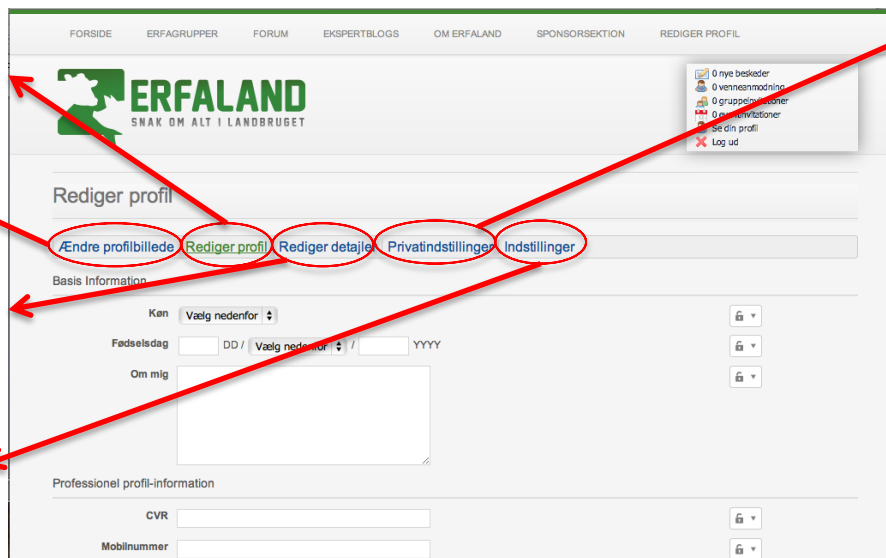 FORSIDE ERFAGRUPPER FORUM EKSPERTBLOGS OM ERFALAND SPONSORSEKTION REDIGER PROFIL
ERFALAND
SNAK OM ALT I LANDBRUGET
0 nye beskeder
0 venneanmodning
0 gruppeinvitationer
0 eventinvitationer
Se din profil
Log ud
Rediger profil
Ændre profilbillede Rediger profil Rediger detaljer Privatindstillinger Indstillinger
Basis Information
Køn Vælg nedenfor
Fødselsdag DD / Vælg nedenfor / YYYY
Om mig
Professionel profil-information
CVR
Mobilnummer